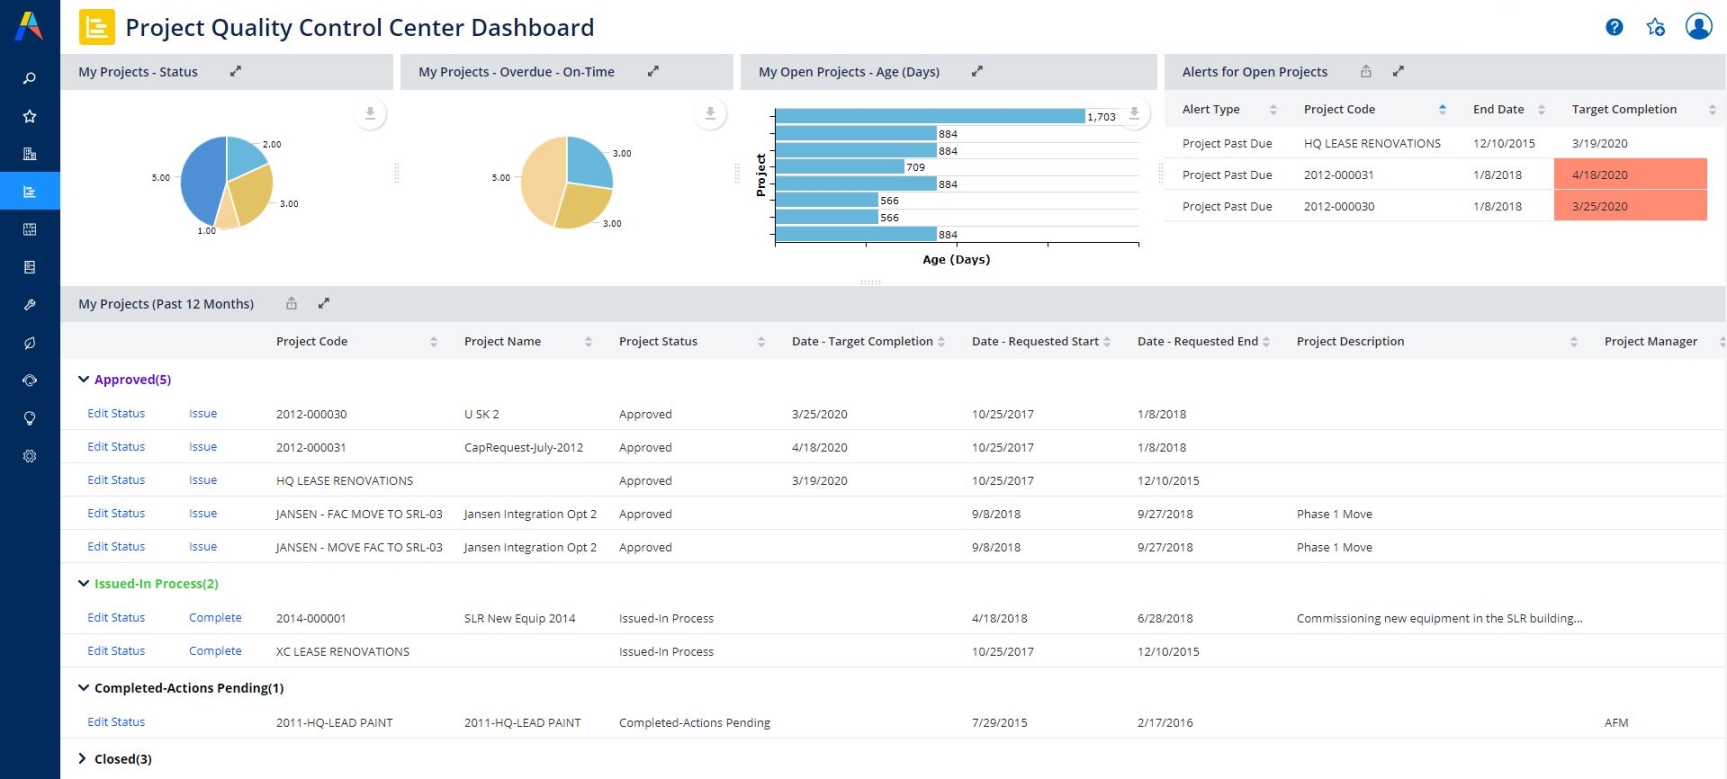 Project Quality Control Center Dashboard
My Projects - Status
2.00
5.00
3.00
1.00
My Projects - Overdue - On-Time
3.00
5.00
3.00
My Open Projects - Age (Days)
Project
1,703
884
884
709
884
566
566
884
Age (Days)
Alerts for Open Projects
Alert Type Project Code End Date Target Completion
Project Past Due HQ LEASE RENOVATIONS 12/10/2015 3/19/2020
Project Past Due 2012-000031 1/8/2018 4/18/2020
Project Past Due 2012-000030 1/8/2018 3/25/2020
My Projects (Past 12 Months)
Project Code Project Name Project Status Date - Target Completion Date - Requested Start Date - Requested End Project Description Project Manager
Approved(5)
Edit Status Issue 2012-000030 U SK 2 Approved 3/25/2020 10/25/2017 1/8/2018
Edit Status Issue 2012-000031 CapRequest-July-2012 Approved 4/18/2020 10/25/2017 1/8/2018
Edit Status Issue HQ LEASE RENOVATIONS Approved 3/19/2020 10/25/2017 12/10/2015
Edit Status Issue JANSEN - FAC MOVE TO SRL-03 Jansen Integration Opt 2 Approved 9/8/2018 9/27/2018 Phase 1 Move
Edit Status Issue JANSEN - MOVE FAC TO SRL-03 Jansen Integration Opt 2 Approved 9/8/2018 9/27/2018 Phase 1 Move
Issued-In Process(2)
Edit Status Complete 2014-000001 SLR New Equip 2014 Issued-In Process 4/18/2018 6/28/2018 Commissioning new equipment in the SLR building...
Edit Status Complete XC LEASE RENOVATIONS Issued-In Process 10/25/2017 12/10/2015
Completed-Actions Pending(1)
Edit Status 2011-HQ-LEAD PAINT 2011-HQ-LEAD PAINT Completed-Actions Pending 7/29/2015 2/17/2016 AFM
Closed(3)